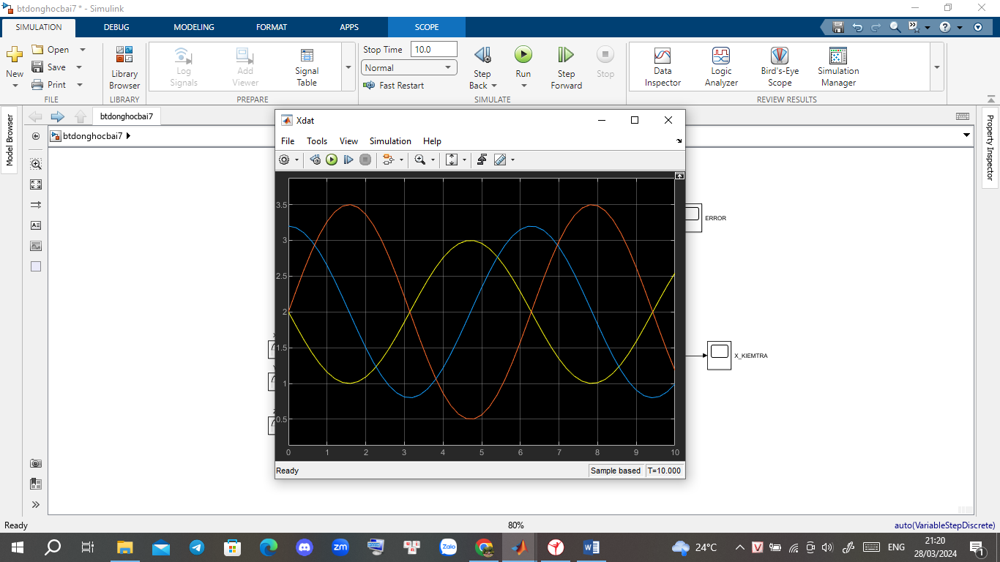 btdonghocbai7 * - Simulink
SIMULATION DEBUG MODELING FORMAT APPS SCOPE
New
Open
Save
Print
FILE
Library Browser
LIBRARY
Log Signals
Add Viewer
Signal Table
PREPARE
Stop Time 10.0
Normal
Fast Restart
Step Back
Run
Step Forward
Stop
SIMULATE
Data Inspector
Logic Analyzer
Bird's-Eye Scope
Simulation Manager
REVIEW RESULTS
Model Browser
btdonghocbai7
btdonghocbai7
Property Inspector
Xdat
File Tools View Simulation Help
3.5
3
2.5
2
1.5
1
0.5
0 1 2 3 4 5 6 7 8 9 10
Ready Sample based T=10.000
ERROR
X_KIEMTRA
Ready 80% auto(VariableStepDiscrete)
zm
Zalo
24°C
ENG
21:20
28/03/2024
1